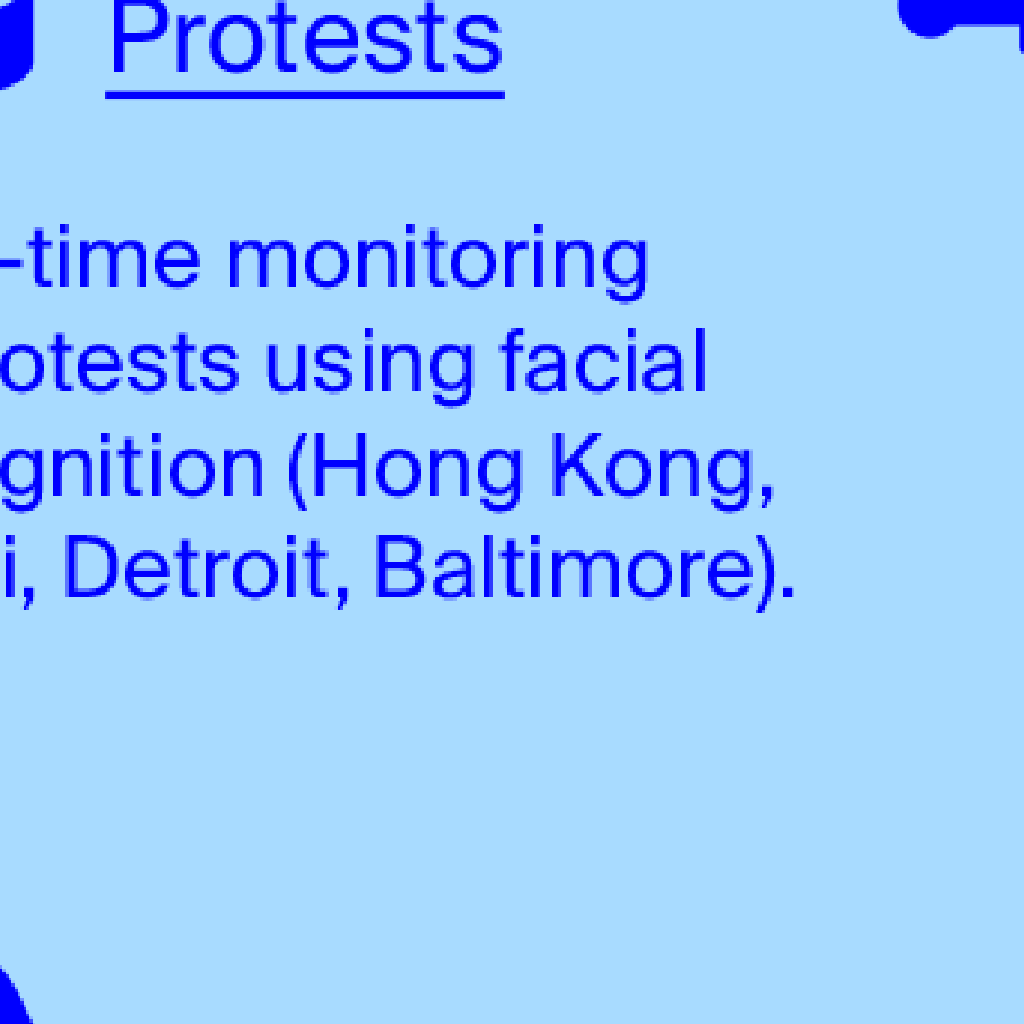 Protests
-time monitoring
otests using facial
gnition (Hong Kong,
i, Detroit, Baltimore).